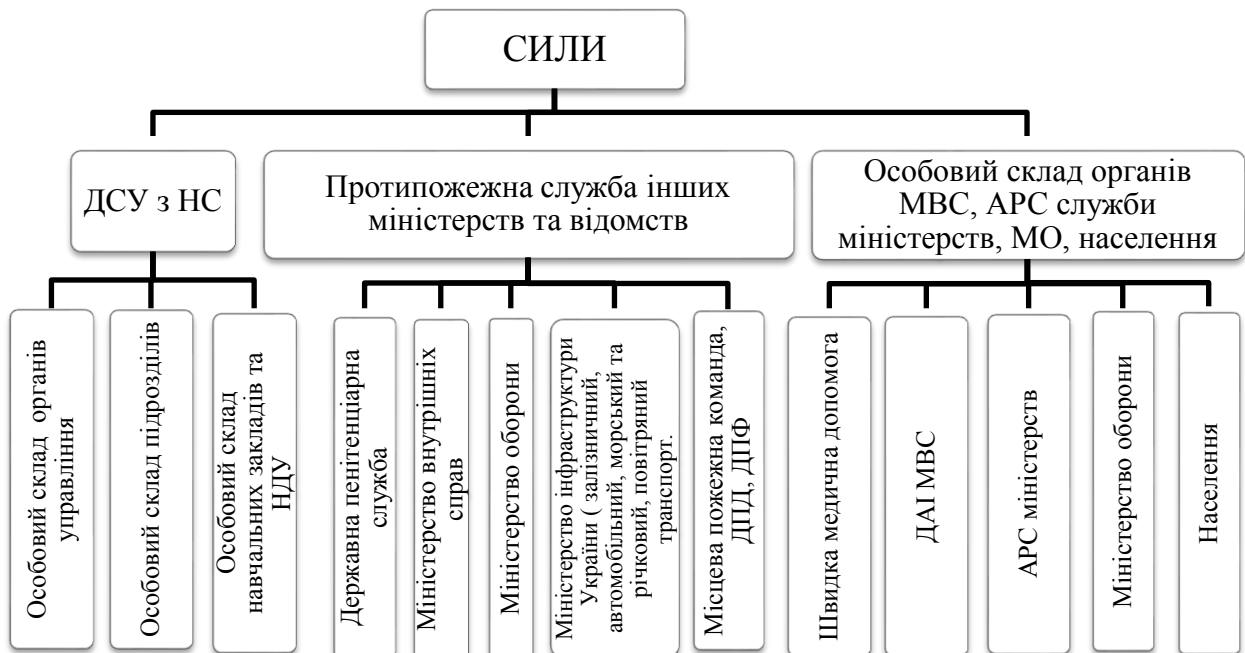 СИЛИ
ДСУ з НС
Протипожежна служба інших
міністерств та відомств
Особовий склад органів
МВС, АРС служби
міністерств, МО, населення
Особовий склад органів
управління
Особовий склад підрозділів
Особовий склад
навчальних закладів та
НДУ
Державна пенітенціарна
служба
Міністерство внутрішніх
справ
Міністерство оборони
Міністерство інфраструктури
України ( залізничний,
автомобільний, морський та
річковий, повітряний
транспорт.
Місцева пожежна команда,
ДПД, ДПФ
Швидка медична допомога
ДАІ МВС
АРС міністерств
Міністерство оборони
Населення